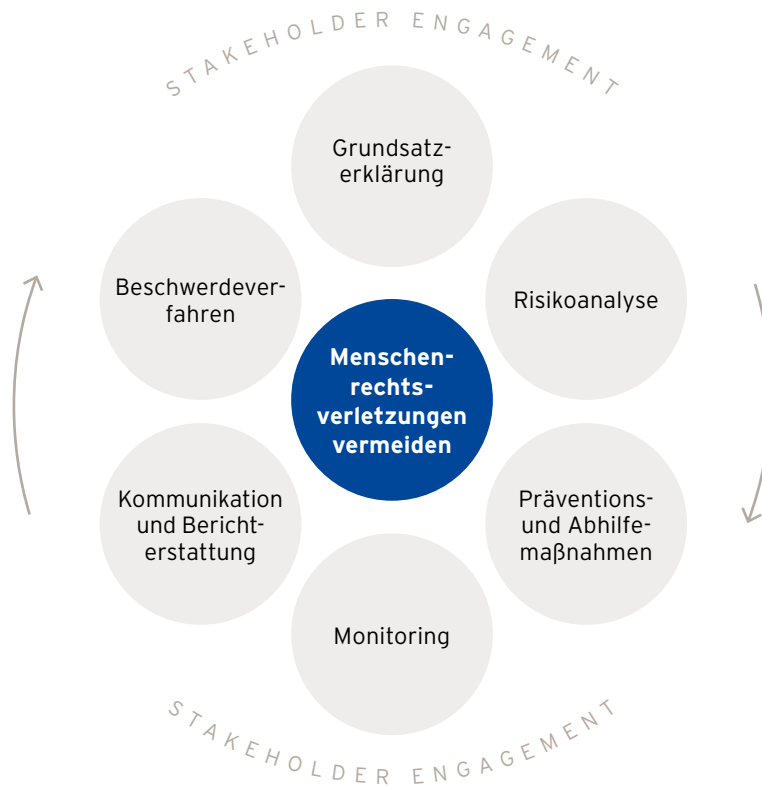 STAKEHOLDER ENGAGEMENT
Grundsatz-
erklärung
Beschwerdever-
fahren
Risikoanalyse
Menschen-
rechts-
verletzungen
vermeiden
Kommunikation
und Bericht-
erstattung
Präventions-
und Abhilfe-
maßnahmen
Monitoring
STAKEHOLDER ENGAGEMENT